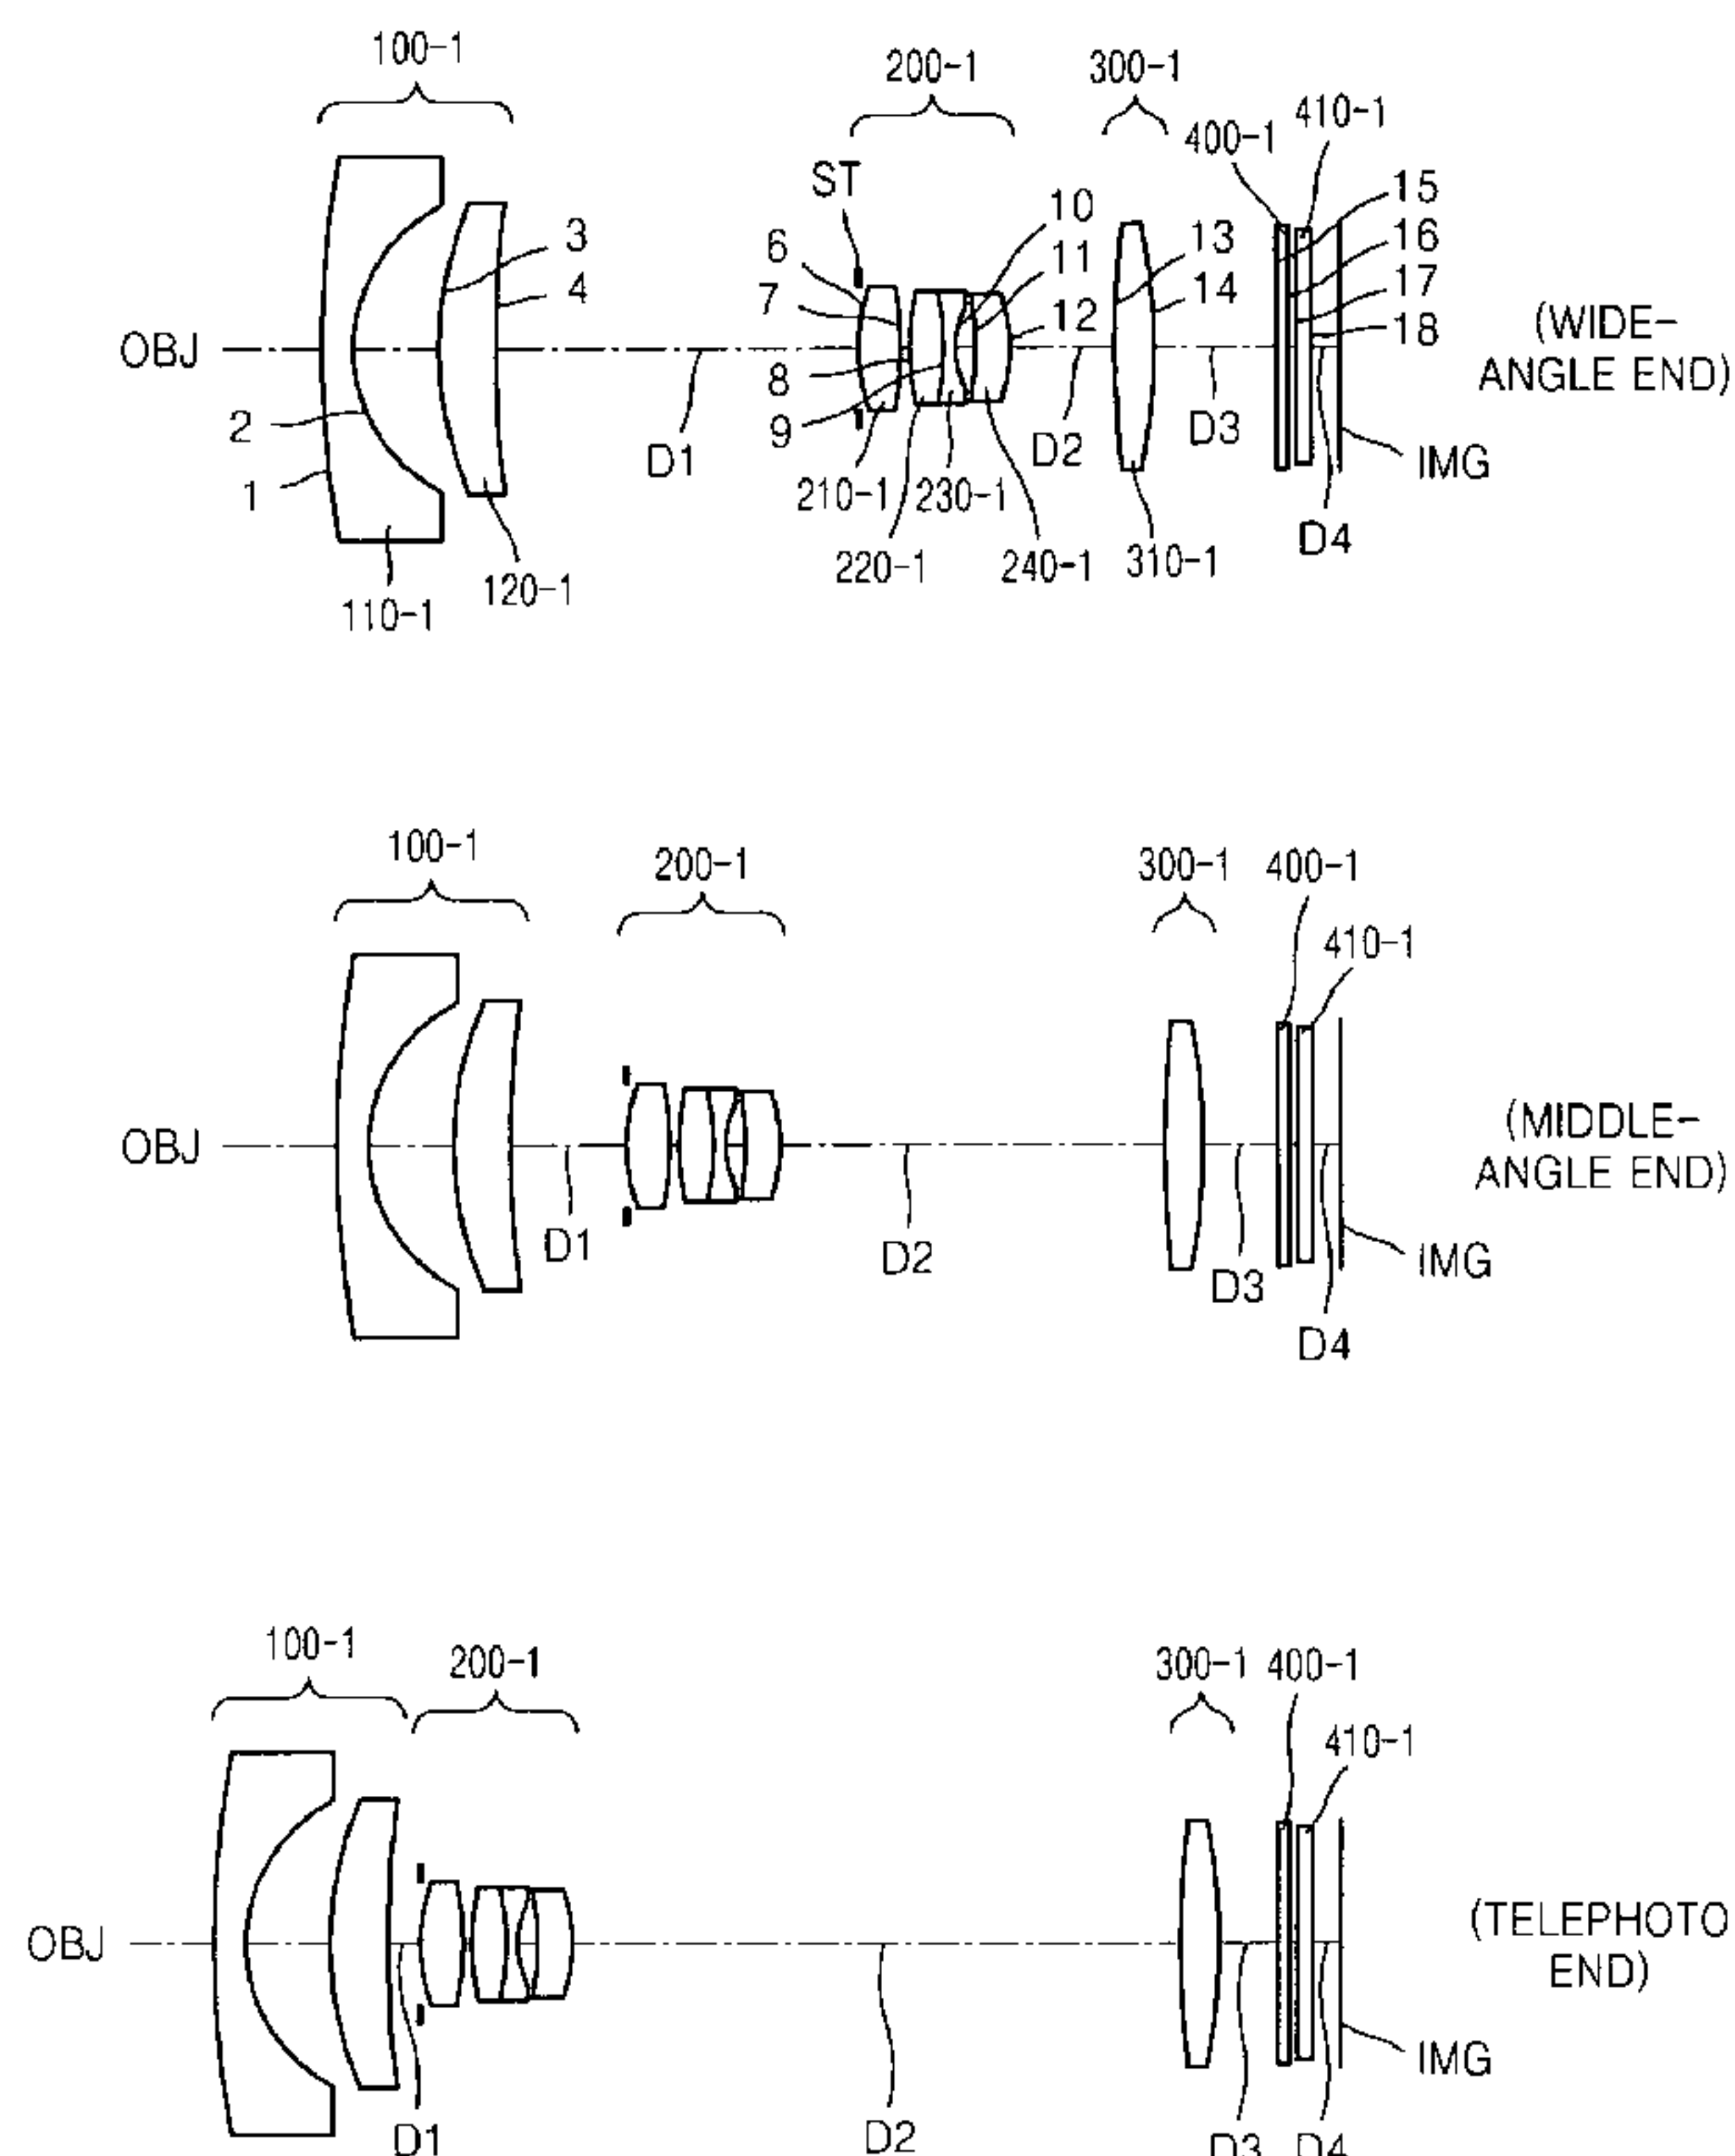 100-1
200-1
300-1
400-1
410-1
ST
6
7
3
4
10
11
12
13
14
15
16
17
18
OBJ
2
1
8
9
D1
D2
D3
D4
IMG
210-1
230-1
220-1
240-1
310-1
110-1
120-1
(WIDE-
ANGLE END)
100-1
200-1
300-1
400-1
410-1
OBJ
D1
D2
D3
D4
IMG
(MIDDLE-
ANGLE END)
100-1
200-1
300-1
400-1
410-1
OBJ
D1
D2
D3
D4
IMG
(TELEPHOTO
END)